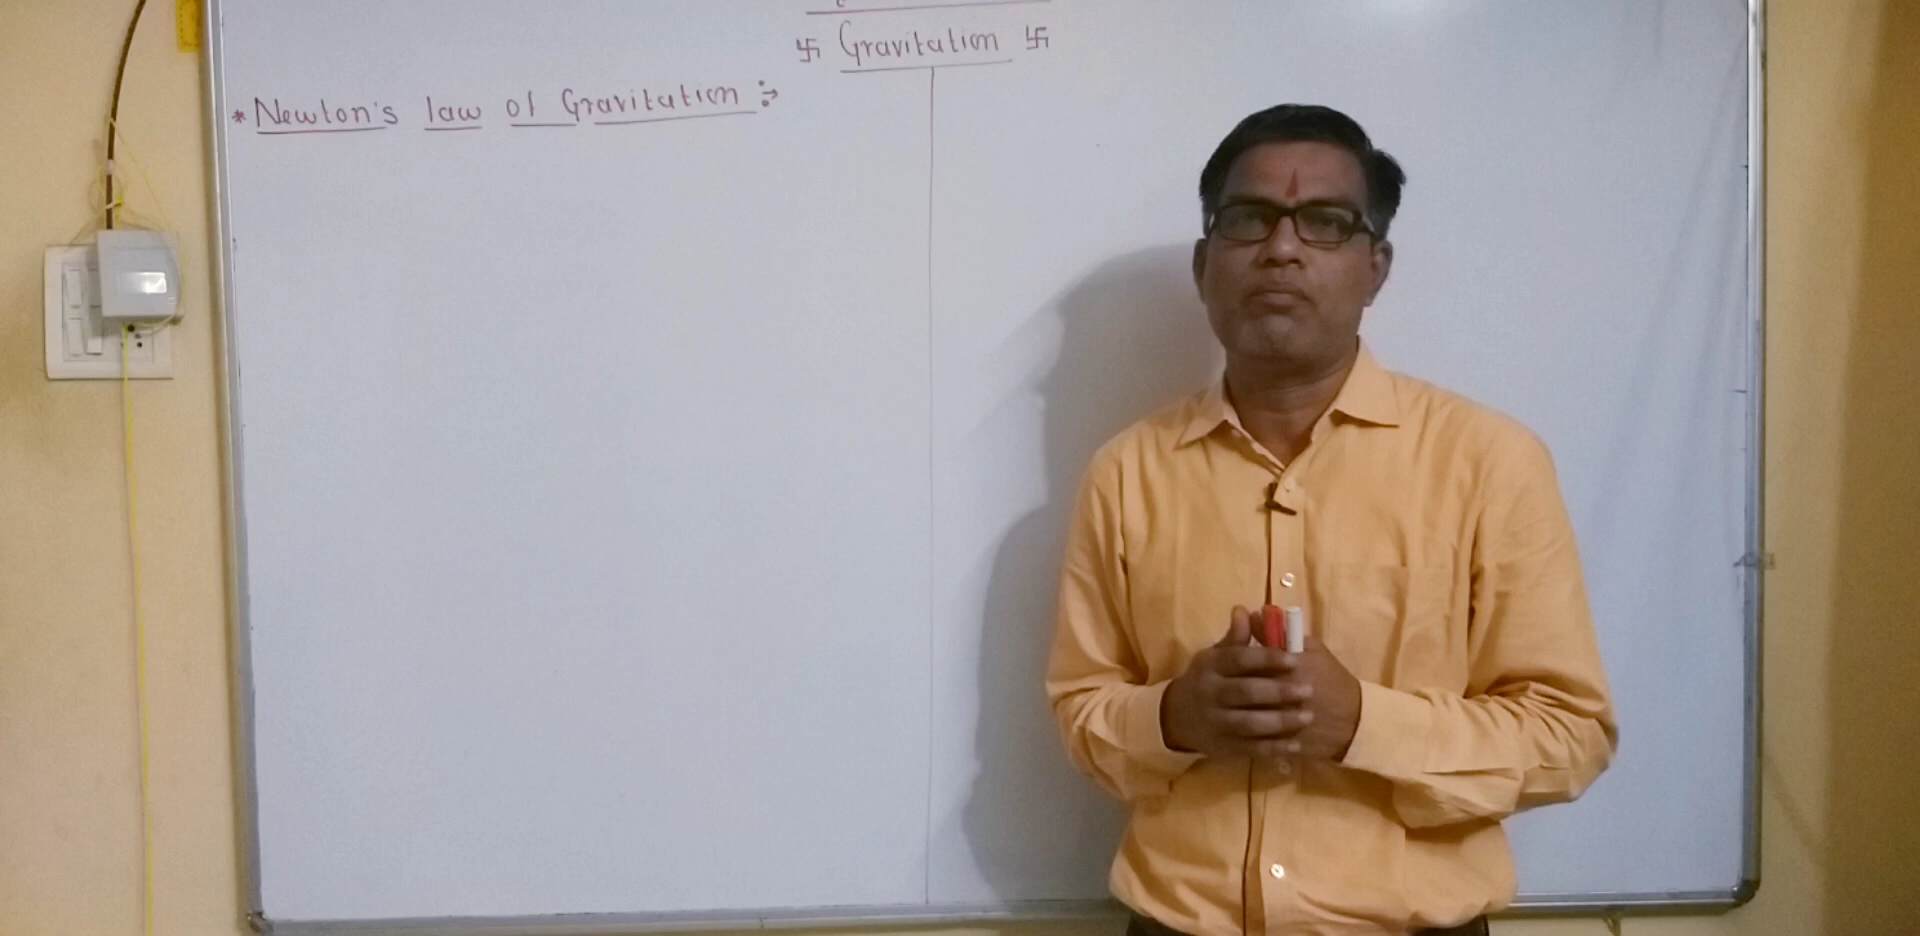 卐 Gravitation 卐
* Newton's law of Gravitation :→